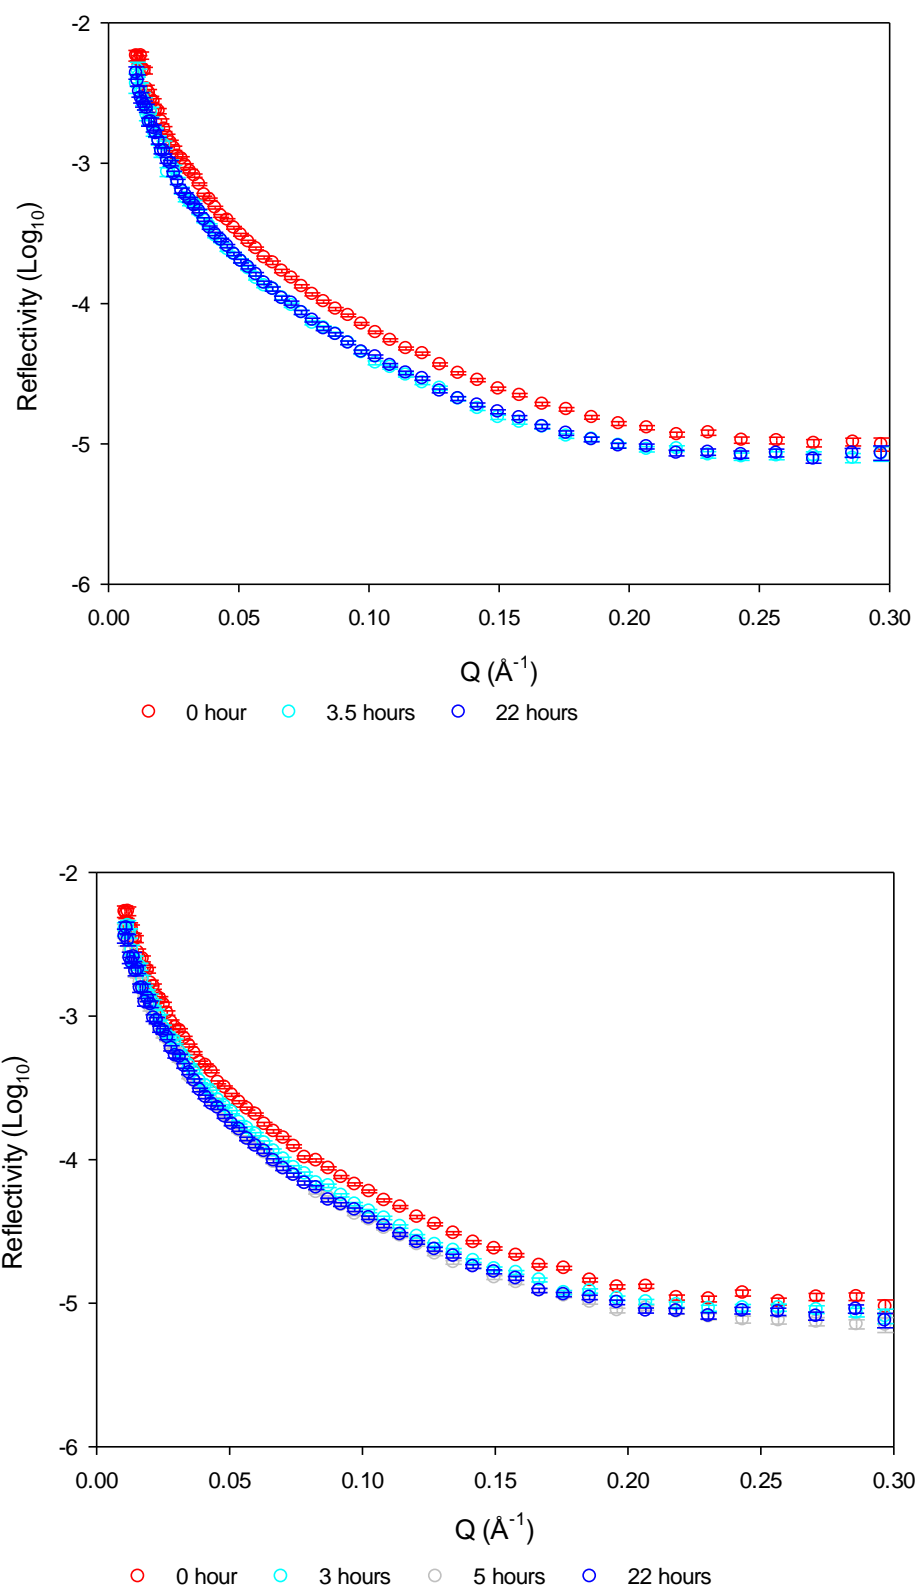 -2
-3
-4
-5
-6
Reflectivity (Log10)
0.00 0.05 0.10 0.15 0.20 0.25 0.30
Q (Å-1)
0 hour 3.5 hours 22 hours
-2
-3
-4
-5
-6
Reflectivity (Log10)
0.00 0.05 0.10 0.15 0.20 0.25 0.30
Q (Å-1)
0 hour 3 hours 5 hours 22 hours